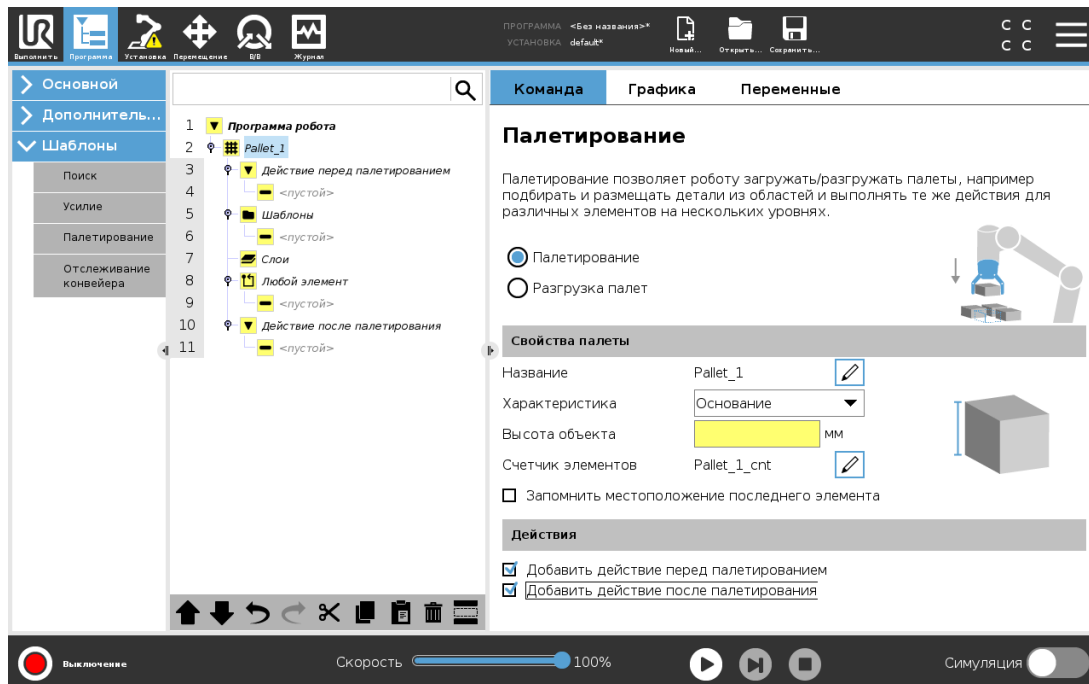 ПРОГРАММА <Без названия>*
УСТАНОВКА default*
UR
Выполнить Программа Установка Перемещение В/В Журнал
Новый... Открыть... Сохранить...
C C
C C
Основной
Дополнитель...
Шаблоны
Поиск
Усилие
Палетирование
Отслеживание
конвейера
1 Программа робота
2 Pallet_1
3 Действие перед палетированием
4 <пустой>
5 Шаблоны
6 <пустой>
7 Слои
8 Любой элемент
9 <пустой>
10 Действие после палетирования
11 <пустой>
Команда Графика Переменные
Палетирование
Палетирование позволяет роботу загружать/разгружать палеты, например
подбирать и размещать детали из областей и выполнять те же действия для
различных элементов на нескольких уровнях.
Палетирование
Разгрузка палет
Свойства палеты
Название Pallet_1
Характеристика Основание
Высота объекта мм
Счетчик элементов Pallet_1_cnt
Запомнить местоположение последнего элемента
Действия
Добавить действие перед палетированием
Добавить действие после палетирования
Выключение Скорость 100% Симуляция